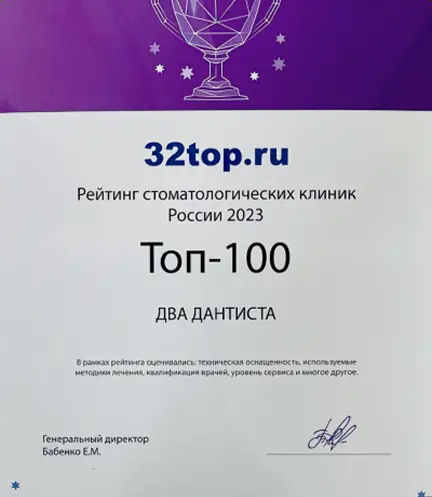 32top.ru
Рейтинг стоматологических клиник
России 2023
Топ-100
ДВА ДАНТИСТА
В рамках рейтинга оценивались: техническая оснащенность, используемые
методики лечения, квалификация врачей, уровень сервиса и многое другое.
Генеральный директор
Бабенко Е.М.